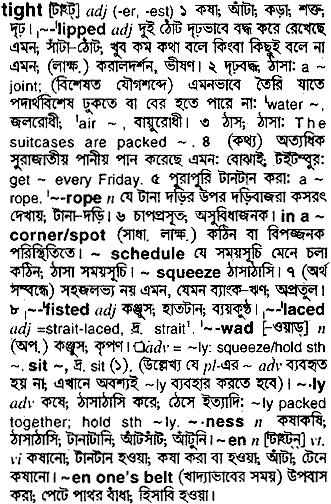 tight [টাইট্] adj (-er, -est) ১ কষা; আঁটা; কড়া; শক্ত;
দৃঢ়। ˌ~-ˈlipped adj দুই ঠোঁট দৃঢ়ভাবে বদ্ধ করে রেখেছে
এমন; সাঁটা-ঠোঁট; খুব কম কথা বলে কিংবা কিছুই বলে না
এমন; (লাক্ষ.) করালদর্শন, ভীষণ। ২ দৃঢ়বদ্ধ; ঠাসা: a ~
joint; (বিশেষত যৌগশব্দে) এমনভাবে তৈরি যাতে
পদার্থবিশেষ ঢুকতে বা বের হতে পারে না: ˈwater ~,
জলরোধী; ˈair ~, বায়ুরোধী। ৩ ঠাস; ঠাসা: The
suitcases are packed ~. ৪ (কথ্য) অত্যধিক
সুরাজাতীয় পানীয় পান করেছে এমন; বোঝাই; টইটম্বুর:
get ~ every Friday. ৫ পুরাপুরি টানটান করা: a ~
rope. ˈ~-rope n যে টানা দড়ির উপর দড়িবাজরা কসরৎ
দেখায়; টানা-দড়ি। ৬ চাপপ্রসূত; অসুবিধাজনক। in a ~
corner/spot (সাধা. লাক্ষ.) কঠিন বা বিপজ্জনক
পরিস্থিতিতে। ~ schedule যে সময়সূচি মেনে চলা
কঠিন; ঠাসা সময়সূচি। ~ squeeze ঠাসাঠাসি। ৭ (অর্থ
সম্বন্ধে) সহজলভ্য নয় এমন, যেমন ব্যাংক-ঋণ; অপ্রতুল।
৮ ˌ~-ˈfisted adj কঞ্জুস; হাতটান; ব্যয়কুণ্ঠ। ˌ~-ˈlaced
adj =strait-laced, দ্র. strait¹. ˈ~-wad [–ওয়াড্] n
(অপ.) কঞ্জুস; কৃপণ। □adv = ~ly: squeeze/hold sth
~. sit ~, দ্র. sit (১). (উল্লেখ্য যে pl-এর ~ adv ব্যবহৃত
হয় না; এখানে অবশ্যই ~ly ব্যবহার করতে হবে)। ~.ly
adv কষে; ঠাসাঠাসি করে; ঠেসে ইত্যাদি: ~ly packed
together; hold sth ~ly. ~.ness n কষাকষি;
ঠাসাঠাসি; টানাটানি; আঁটসাঁট; আঁটুনি। ~en n [টাইট্‌ন্] vt.
vi কষানো; টানটান হওয়া; কষা করা বা হওয়া; আঁটা; টেনে
কষানো। ~en one's belt (খাদ্যাভাবের সময়) উপবাস
করা; পেটে পাথর বাঁধা; হিসাবি হওয়া।